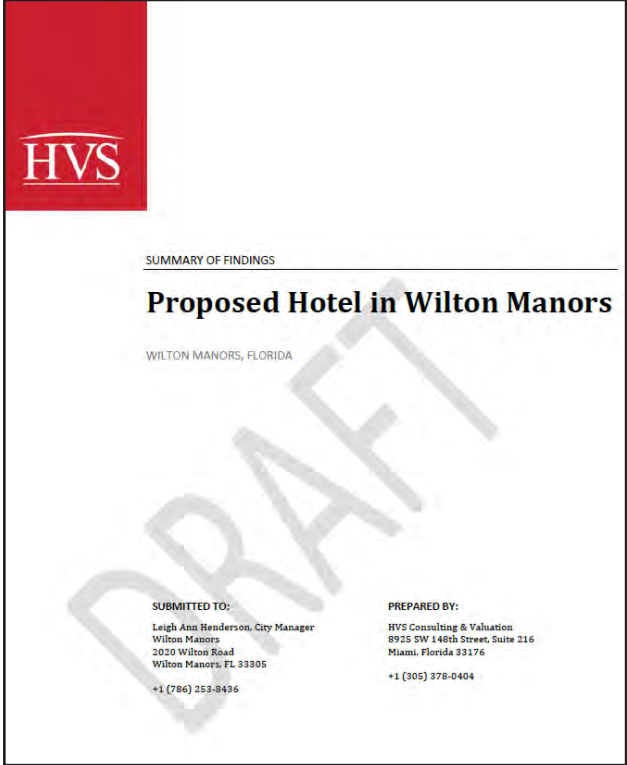 HVS
SUMMARY OF FINDINGS
Proposed Hotel in Wilton Manors
WILTON MANORS, FLORIDA
DRAFT
SUBMITTED TO:
Leigh Ann Henderson, City Manager
Wilton Manors
2020 Wilton Road
Wilton Manors, FL 33305
+1 (786) 253-8436
PREPARED BY:
HVS Consulting & Valuation
8925 SW 148th Street, Suite 216
Miami, Florida 33176
+1 (305) 378-0404